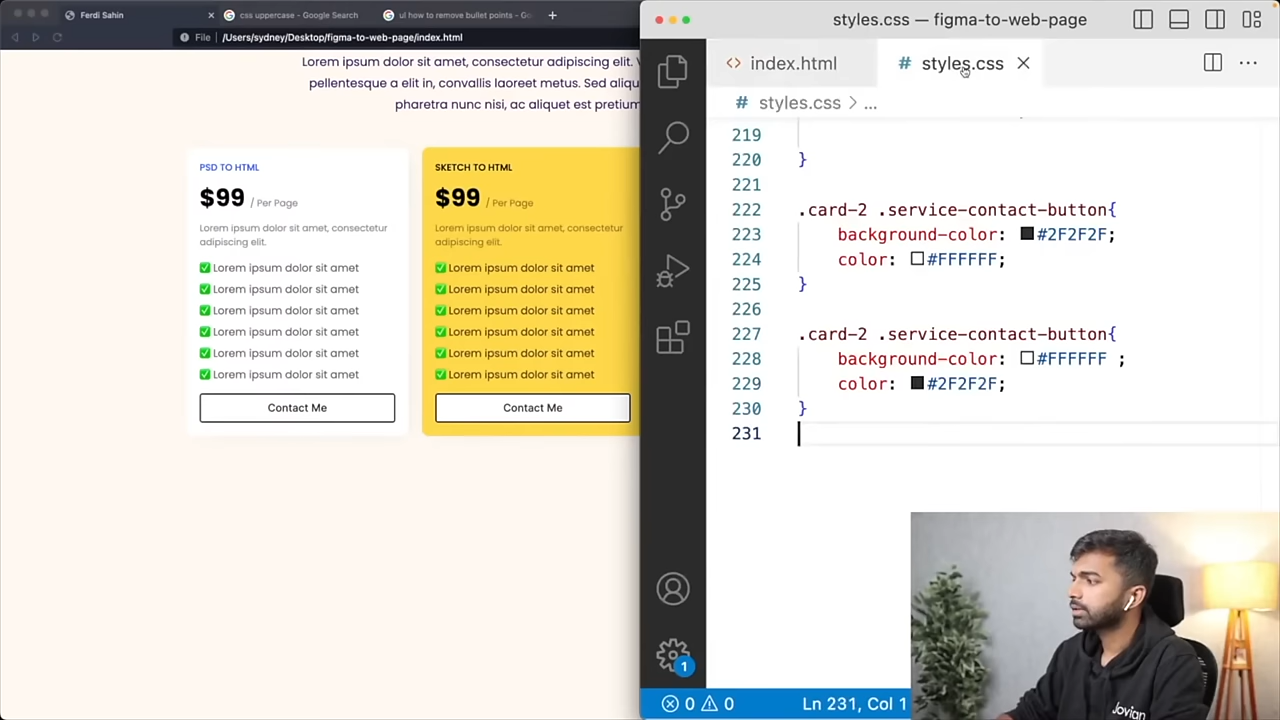 Ferdi Sahin
css uppercase - Google Search
ul how to remove bullet points - Go
File
/Users/sydney/Desktop/figma-to-web-page/index.html
Lorem ipsum dolor sit amet, consectetur adipiscing elit. V
pellentesque a elit in, convallis laoreet metus. Sed aliqu
pharetra nunc nisi, ac aliquet est pretium
PSD TO HTML
$99 / Per Page
Lorem ipsum dolor sit amet, consectetur
adipiscing elit.
✅ Lorem ipsum dolor sit amet
✅ Lorem ipsum dolor sit amet
✅ Lorem ipsum dolor sit amet
✅ Lorem ipsum dolor sit amet
✅ Lorem ipsum dolor sit amet
✅ Lorem ipsum dolor sit amet
Contact Me
SKETCH TO HTML
$99 / Per Page
Lorem ipsum dolor sit amet, consectetur
adipiscing elit.
✅ Lorem ipsum dolor sit amet
✅ Lorem ipsum dolor sit amet
✅ Lorem ipsum dolor sit amet
✅ Lorem ipsum dolor sit amet
✅ Lorem ipsum dolor sit amet
✅ Lorem ipsum dolor sit amet
Contact Me
styles.css — figma-to-web-page
<> index.html
# styles.css
# styles.css > ...
219
220 }
221
222 .card-2 .service-contact-button{
223 background-color: #2F2F2F;
224 color: #FFFFFF;
225 }
226
227 .card-2 .service-contact-button{
228 background-color: #FFFFFF ;
229 color: #2F2F2F;
230 }
231
1
0 0
Ln 231, Col 1
Jovian